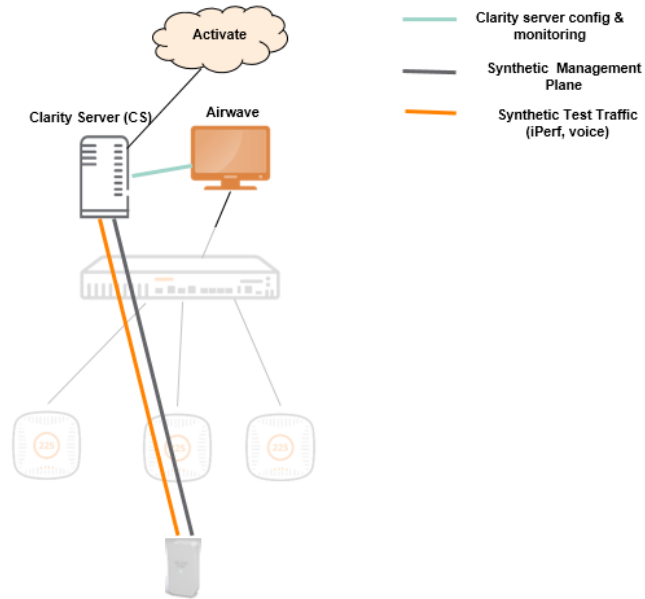 Activate
Clarity server config &
monitoring
Synthetic Management
Plane
Synthetic Test Traffic
(iPerf, voice)
Clarity Server (CS)
Airwave
225
225
225